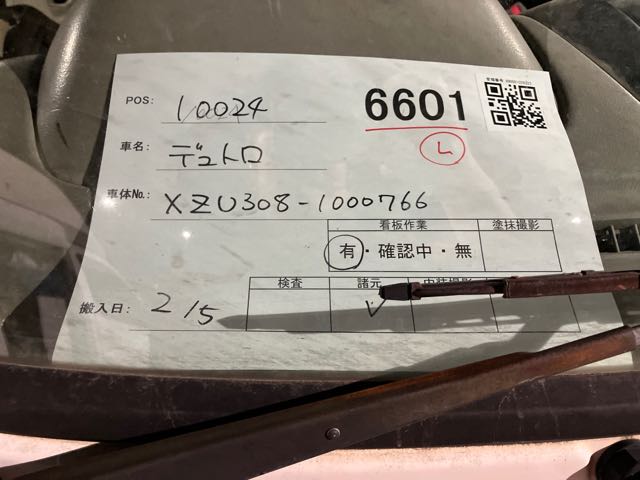 POS: 10024
6601
L
車名: デュトロ
車体No.: XZU308-1000766
看板作業 塗抹撮影
有・確認中・無
検査 諸元
搬入日: 2/5 V